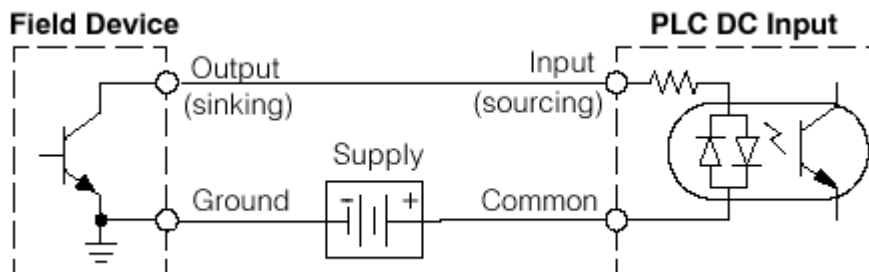 Field Device
PLC DC Input
Output
(sinking)
Input
(sourcing)
Supply
- +
Ground
Common